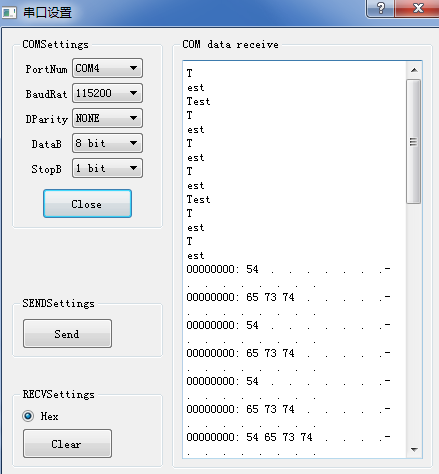 串口设置
COMSettings
PortNum COM4
BaudRat 115200
DParity NONE
DataB 8 bit
StopB 1 bit
Close
SENDSettings
Send
RECVSettings
Hex
Clear
COM data receive
T
est
Test
T
est
T
est
T
est
Test
T
est
T
est
00000000: 54 . . . . . . .-
. . . . . . . .
00000000: 65 73 74 . . . . .-
. . . . . . . .
00000000: 54 . . . . . . .-
. . . . . . . .
00000000: 65 73 74 . . . . .-
. . . . . . . .
00000000: 54 . . . . . . .-
. . . . . . . .
00000000: 65 73 74 . . . . .-
. . . . . . . .
00000000: 54 65 73 74 . . . .-
. . . . . . . .